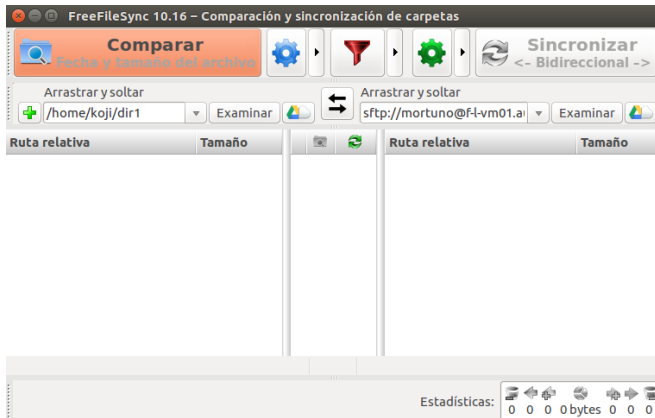 FreeFileSync 10.16 – Comparación y sincronización de carpetas
Comparar
Fecha y tamaño del archivo
Sincronizar
<- Bidireccional ->
Arrastrar y soltar
Arrastrar y soltar
/home/koji/dir1
Examinar
sftp://mortuno@f-l-vm01.au
Examinar
Ruta relativa
Tamaño
Ruta relativa
Tamaño
Estadísticas:
0 0 0 0 bytes 0 0 0